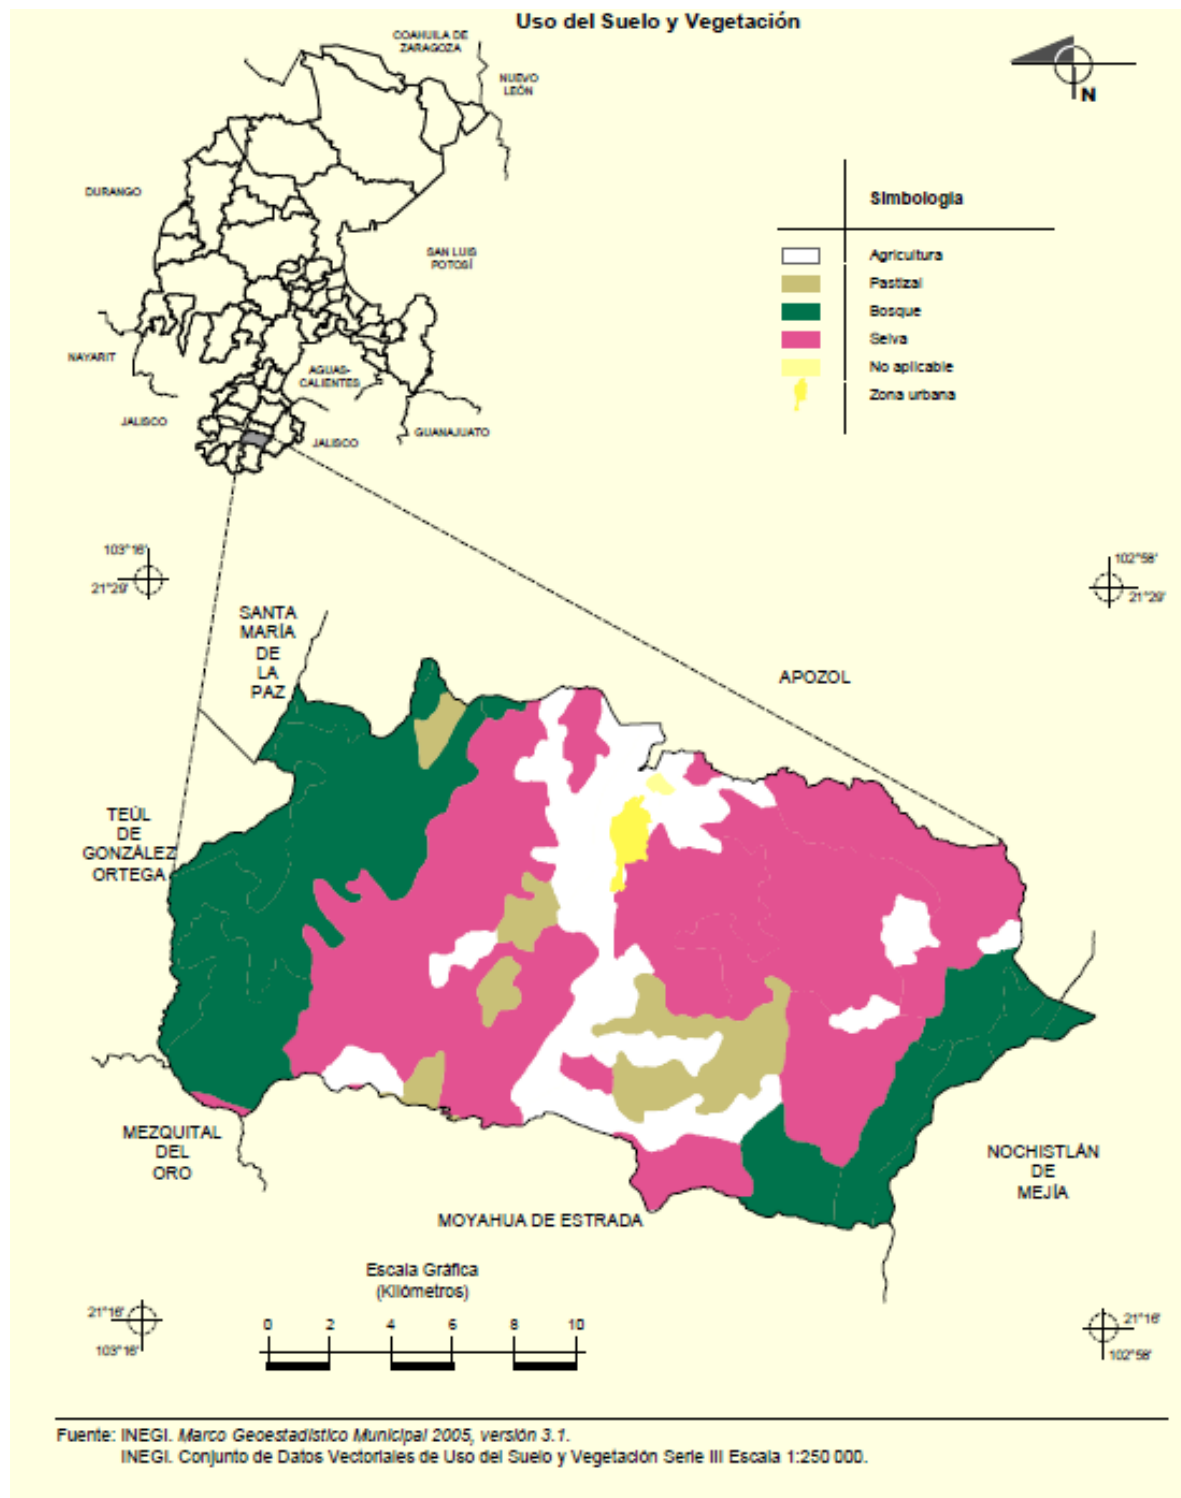 Uso del Suelo y Vegetación
COAHUILA DE
ZARAGOZA
NUEVO
LEÓN
N
DURANGO
SAN LUIS
POTOSÍ
Simbología
Agricultura
Pastizal
Bosque
Selva
No aplicable
Zona urbana
NAYARIT
AGUAS-
CALIENTES
JALISCO
JALISCO
GUANAJUATO
103°16'
21°29'
102°58'
21°29'
SANTA
MARÍA
DE
LA
PAZ
APOZOL
TEÚL
DE
GONZÁLEZ
ORTEGA
MEZQUITAL
DEL
ORO
NOCHISTLÁN
DE
MEJÍA
MOYAHUA DE ESTRADA
Escala Gráfica
(Kilómetros)
0 2 4 6 8 10
21°16'
103°16'
21°16'
102°58'
Fuente: INEGI. Marco Geoestadístico Municipal 2005, versión 3.1.
INEGI. Conjunto de Datos Vectoriales de Uso del Suelo y Vegetación Serie III Escala 1:250 000.